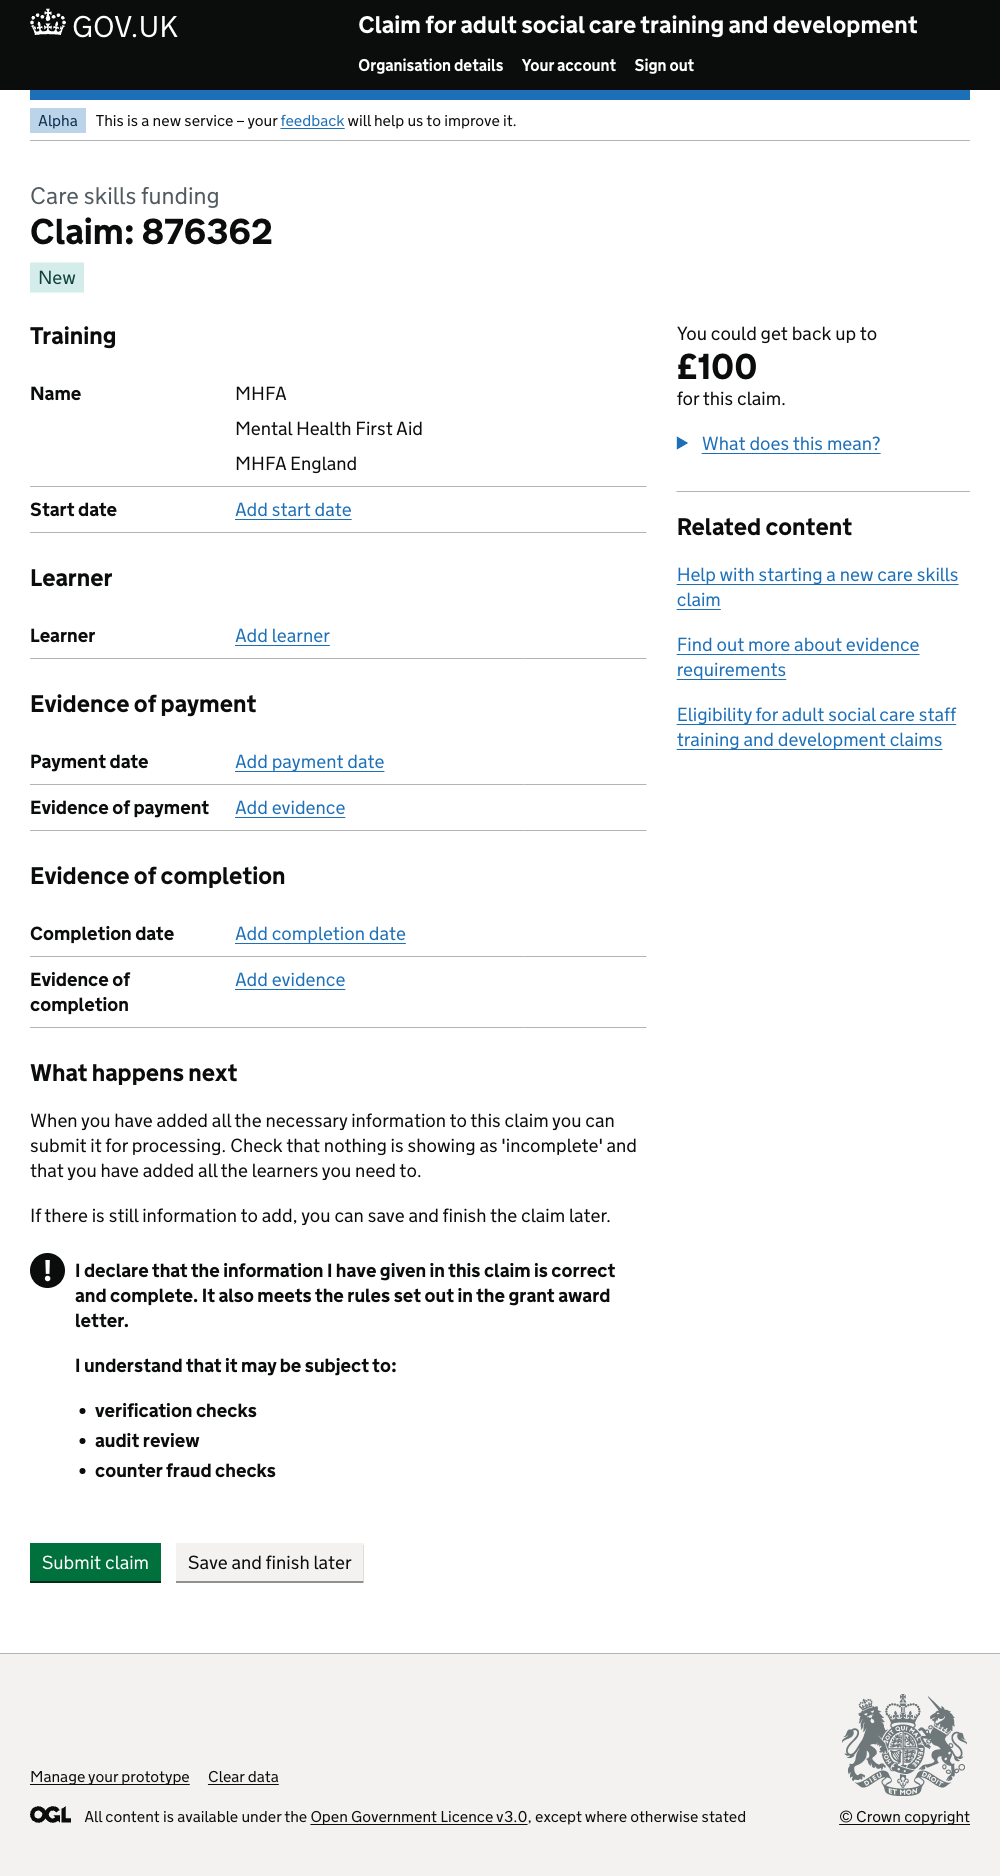 GOV.UK
Claim for adult social care training and development
Organisation details Your account Sign out
Alpha This is a new service – your feedback will help us to improve it.
Care skills funding
Claim: 876362
New
Training
Name MHFA
Mental Health First Aid
MHFA England
Start date Add start date
Learner
Learner Add learner
Evidence of payment
Payment date Add payment date
Evidence of payment Add evidence
Evidence of completion
Completion date Add completion date
Evidence of Add evidence
completion
What happens next
When you have added all the necessary information to this claim you can
submit it for processing. Check that nothing is showing as 'incomplete' and
that you have added all the learners you need to.
If there is still information to add, you can save and finish the claim later.
! I declare that the information I have given in this claim is correct
and complete. It also meets the rules set out in the grant award
letter.
I understand that it may be subject to:
• verification checks
• audit review
• counter fraud checks
Submit claim Save and finish later
You could get back up to
£100
for this claim.
What does this mean?
Related content
Help with starting a new care skills
claim
Find out more about evidence
requirements
Eligibility for adult social care staff
training and development claims
Manage your prototype Clear data
OGL All content is available under the Open Government Licence v3.0, except where otherwise stated
DIEU ET MON DROIT
© Crown copyright